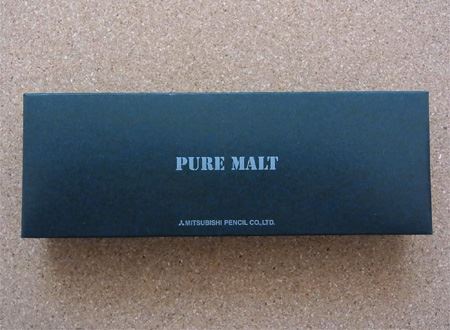 PURE MALT
MITSUBISHI PENCIL CO.,LTD.